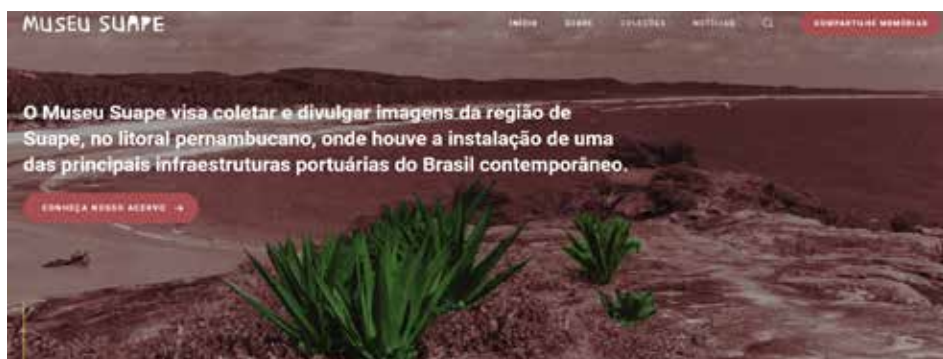 MUSEU SUAPE
INÍCIO SOBRE COLEÇÕES NOTÍCIAS COMPARTILHE MEMÓRIAS
O Museu Suape visa coletar e divulgar imagens da região de
Suape, no litoral pernambucano, onde houve a instalação de uma
das principais infraestruturas portuárias do Brasil contemporâneo.
CONHEÇA NOSSO ACERVO →